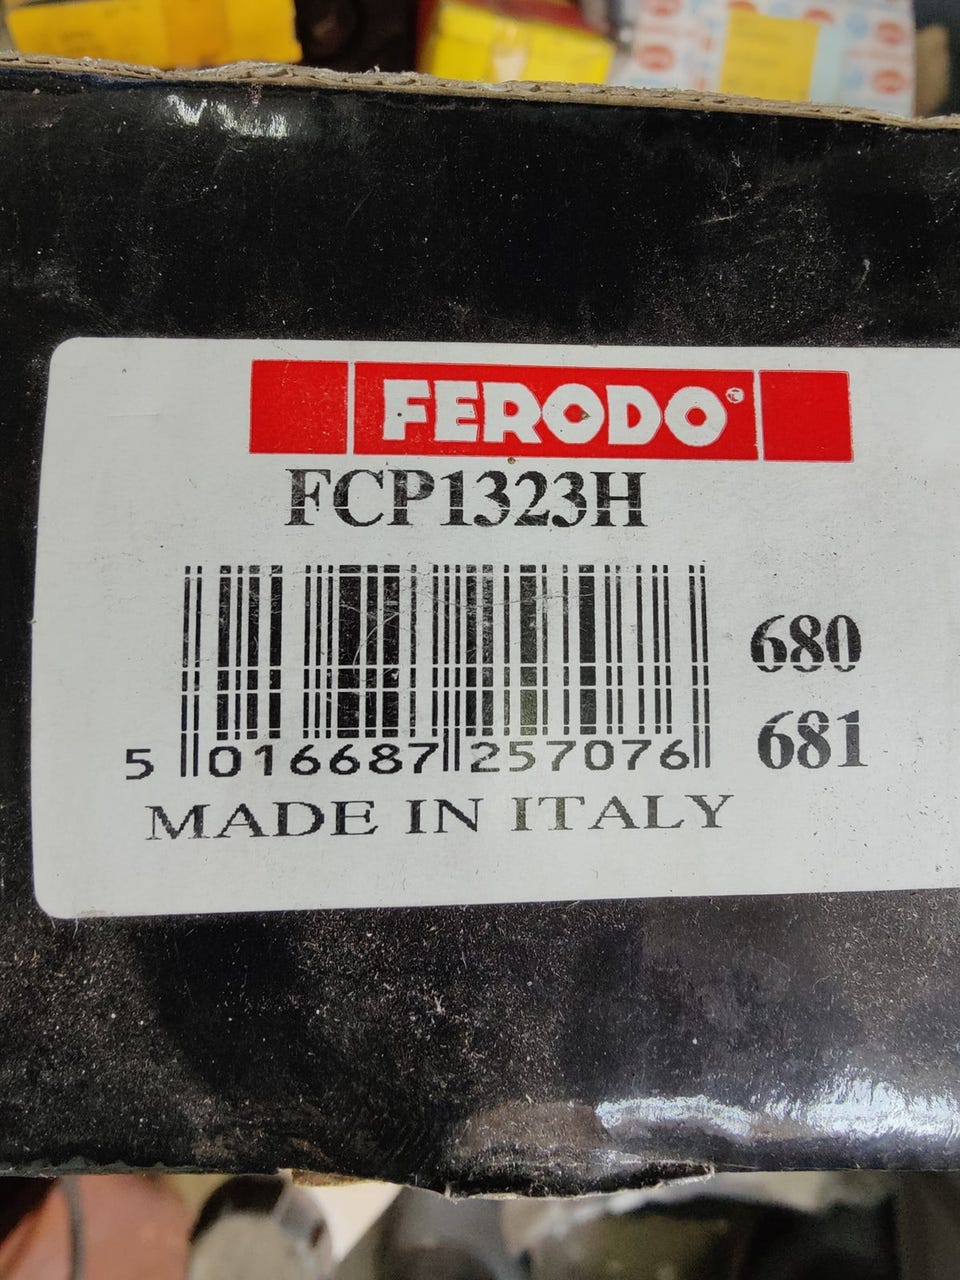 FERODO®
FCP1323H
680
681
5 016687 257076
MADE IN ITALY